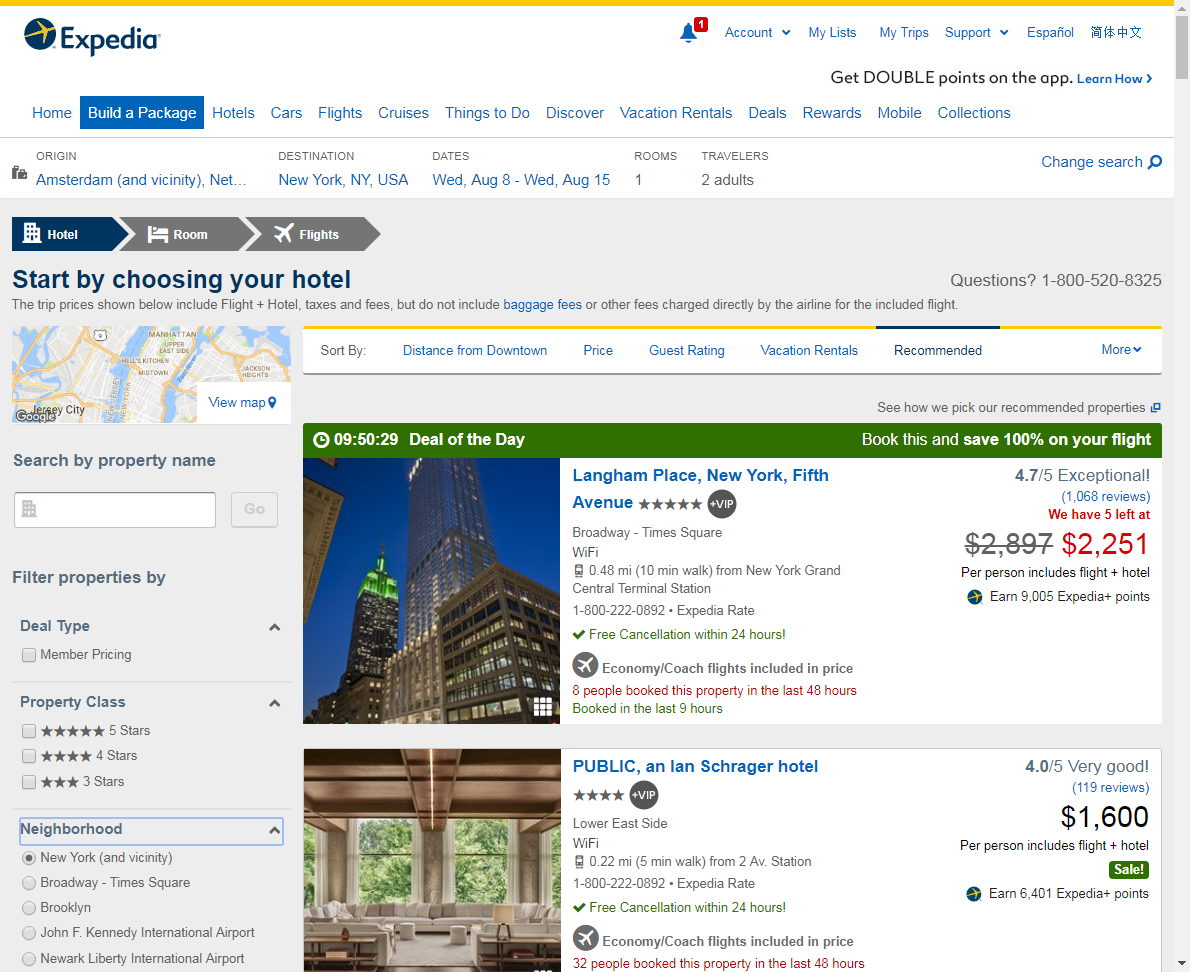 Expedia
1
Account
My Lists
My Trips
Support
Español
简体中文
Get DOUBLE points on the app. Learn How
Home
Build a Package
Hotels
Cars
Flights
Cruises
Things to Do
Discover
Vacation Rentals
Deals
Rewards
Mobile
Collections
ORIGIN
Amsterdam (and vicinity), Net...
DESTINATION
New York, NY, USA
DATES
Wed, Aug 8 - Wed, Aug 15
ROOMS
1
TRAVELERS
2 adults
Change search
Hotel
Room
Flights
Start by choosing your hotel
Questions? 1-800-520-8325
The trip prices shown below include Flight + Hotel, taxes and fees, but do not include baggage fees or other fees charged directly by the airline for the included flight.
9
MANHATTAN
UPPER
EAST SIDE
HELL'S KITCHEN
MIDTOWN
JACKSON
HEIGHTS
NEW JERSEY
NEW YORK
East River
Jersey City
Google
View map
Search by property name
Go
Filter properties by
Deal Type
Member Pricing
Property Class
★★★★★ 5 Stars
★★★★ 4 Stars
★★★ 3 Stars
Neighborhood
New York (and vicinity)
Broadway - Times Square
Brooklyn
John F. Kennedy International Airport
Newark Liberty International Airport
Sort By:
Distance from Downtown
Price
Guest Rating
Vacation Rentals
Recommended
More
See how we pick our recommended properties
09:50:29 Deal of the Day
Book this and save 100% on your flight
Langham Place, New York, Fifth
Avenue ★★★★★ +VIP
Broadway - Times Square
WiFi
0.48 mi (10 min walk) from New York Grand
Central Terminal Station
1-800-222-0892 • Expedia Rate
Free Cancellation within 24 hours!
Economy/Coach flights included in price
8 people booked this property in the last 48 hours
Booked in the last 9 hours
4.7/5 Exceptional!
(1,068 reviews)
We have 5 left at
$2,897 $2,251
Per person includes flight + hotel
Earn 9,005 Expedia+ points
PUBLIC, an Ian Schrager hotel
★★★★ +VIP
Lower East Side
WiFi
0.22 mi (5 min walk) from 2 Av. Station
1-800-222-0892 • Expedia Rate
Free Cancellation within 24 hours!
Economy/Coach flights included in price
32 people booked this property in the last 48 hours
4.0/5 Very good!
(119 reviews)
$1,600
Per person includes flight + hotel
Sale!
Earn 6,401 Expedia+ points